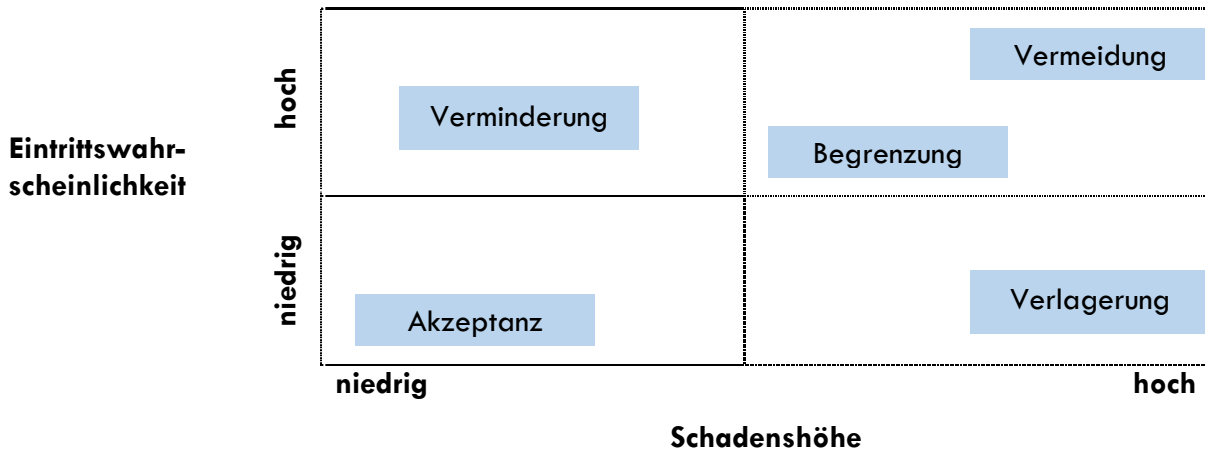 hoch
Vermeidung
Verminderung
Begrenzung
Eintrittswahr-
scheinlichkeit
niedrig
Verlagerung
Akzeptanz
niedrig
hoch
Schadenshöhe